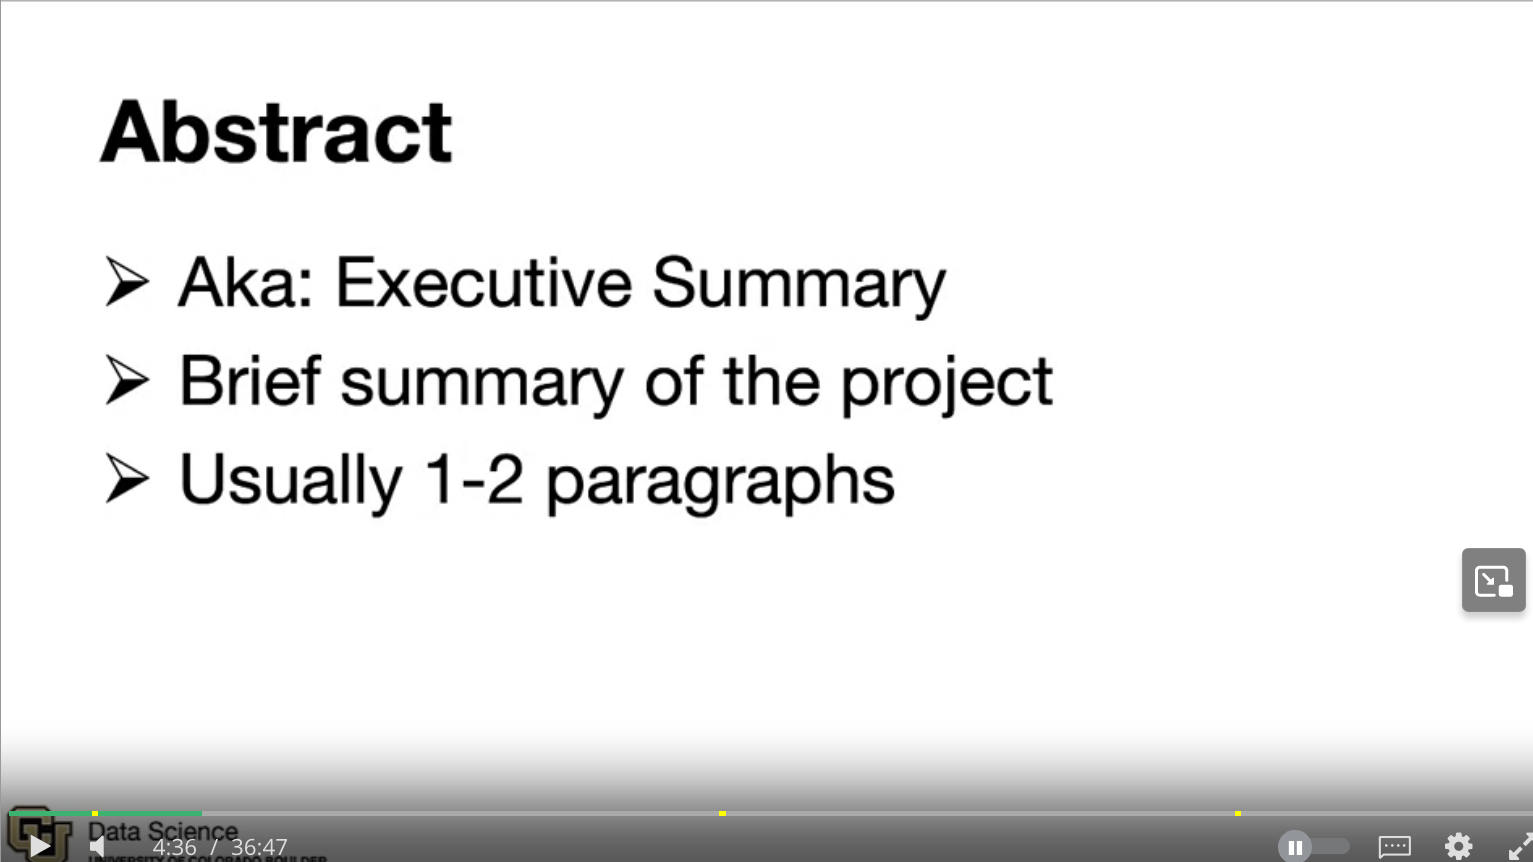 Abstract
Aka: Executive Summary
Brief summary of the project
Usually 1-2 paragraphs
Data Science
UNIVERSITY OF COLORADO BOULDER
4:36 / 36:47